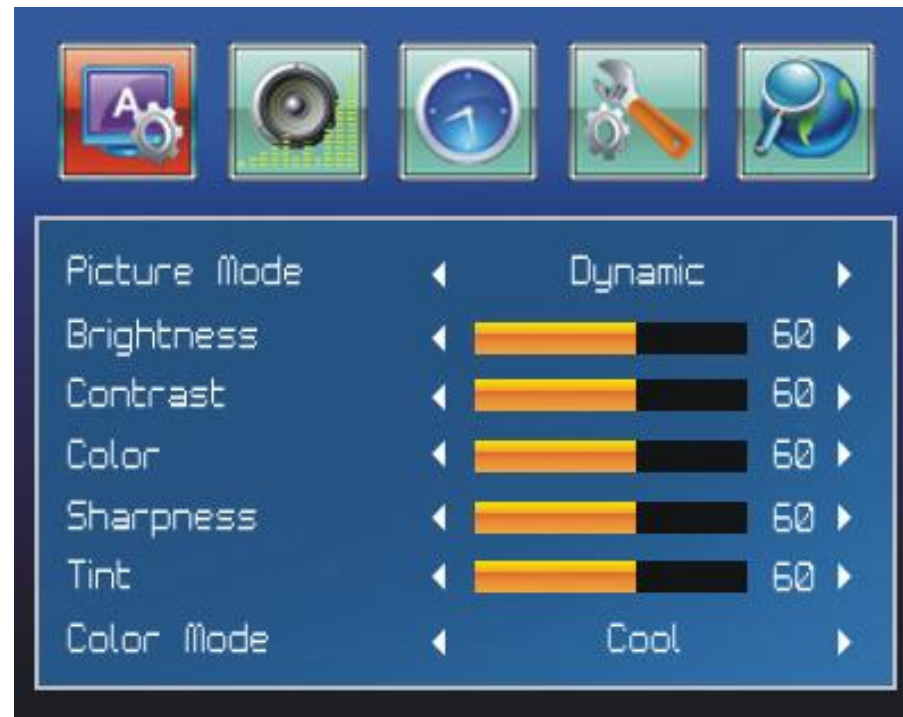 A
Picture Mode Dynamic
Brightness 60
Contrast 60
Color 60
Sharpness 60
Tint 60
Color Mode Cool